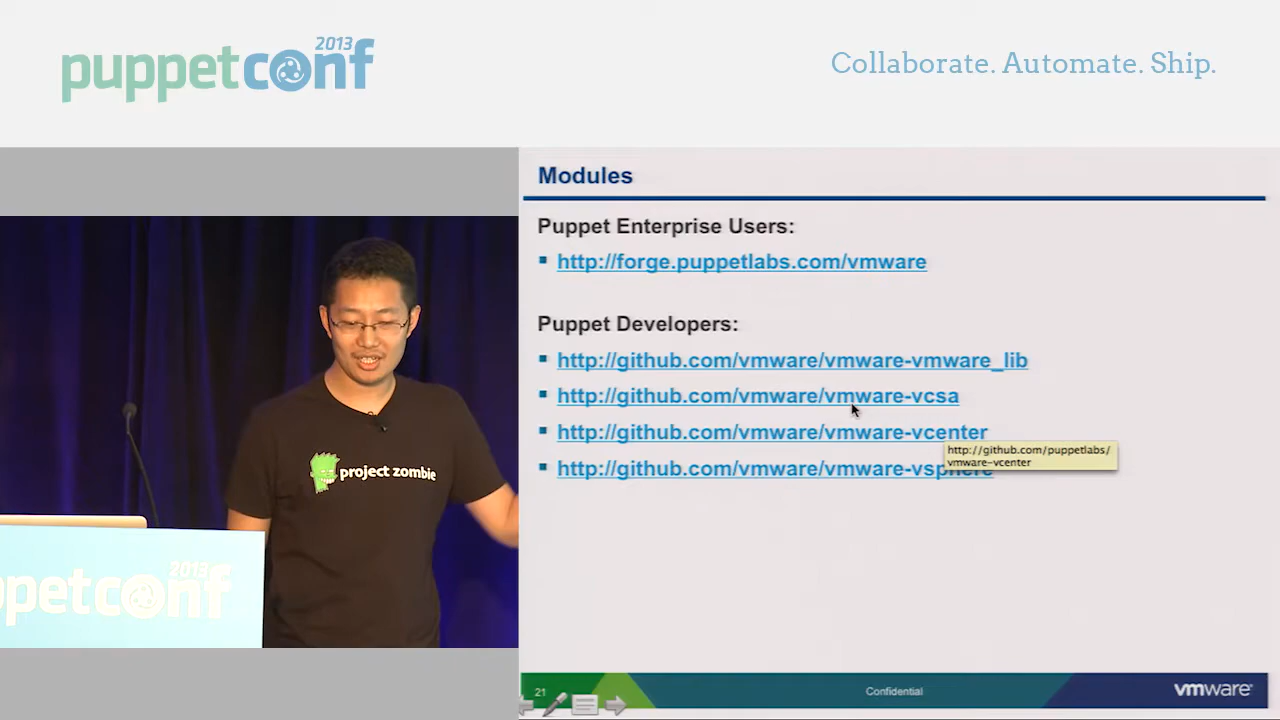 puppetconf 2013
Collaborate. Automate. Ship.
Modules
Puppet Enterprise Users:
http://forge.puppetlabs.com/vmware
Puppet Developers:
http://github.com/vmware/vmware-vmware_lib
http://github.com/vmware/vmware-vcsa
http://github.com/vmware/vmware-vcenter
http://github.com/puppetlabs/
vmware-vcenter
http://github.com/vmware/vmware-vsphere
project zombie
2013
ppetconf
21
Confidential
vmware